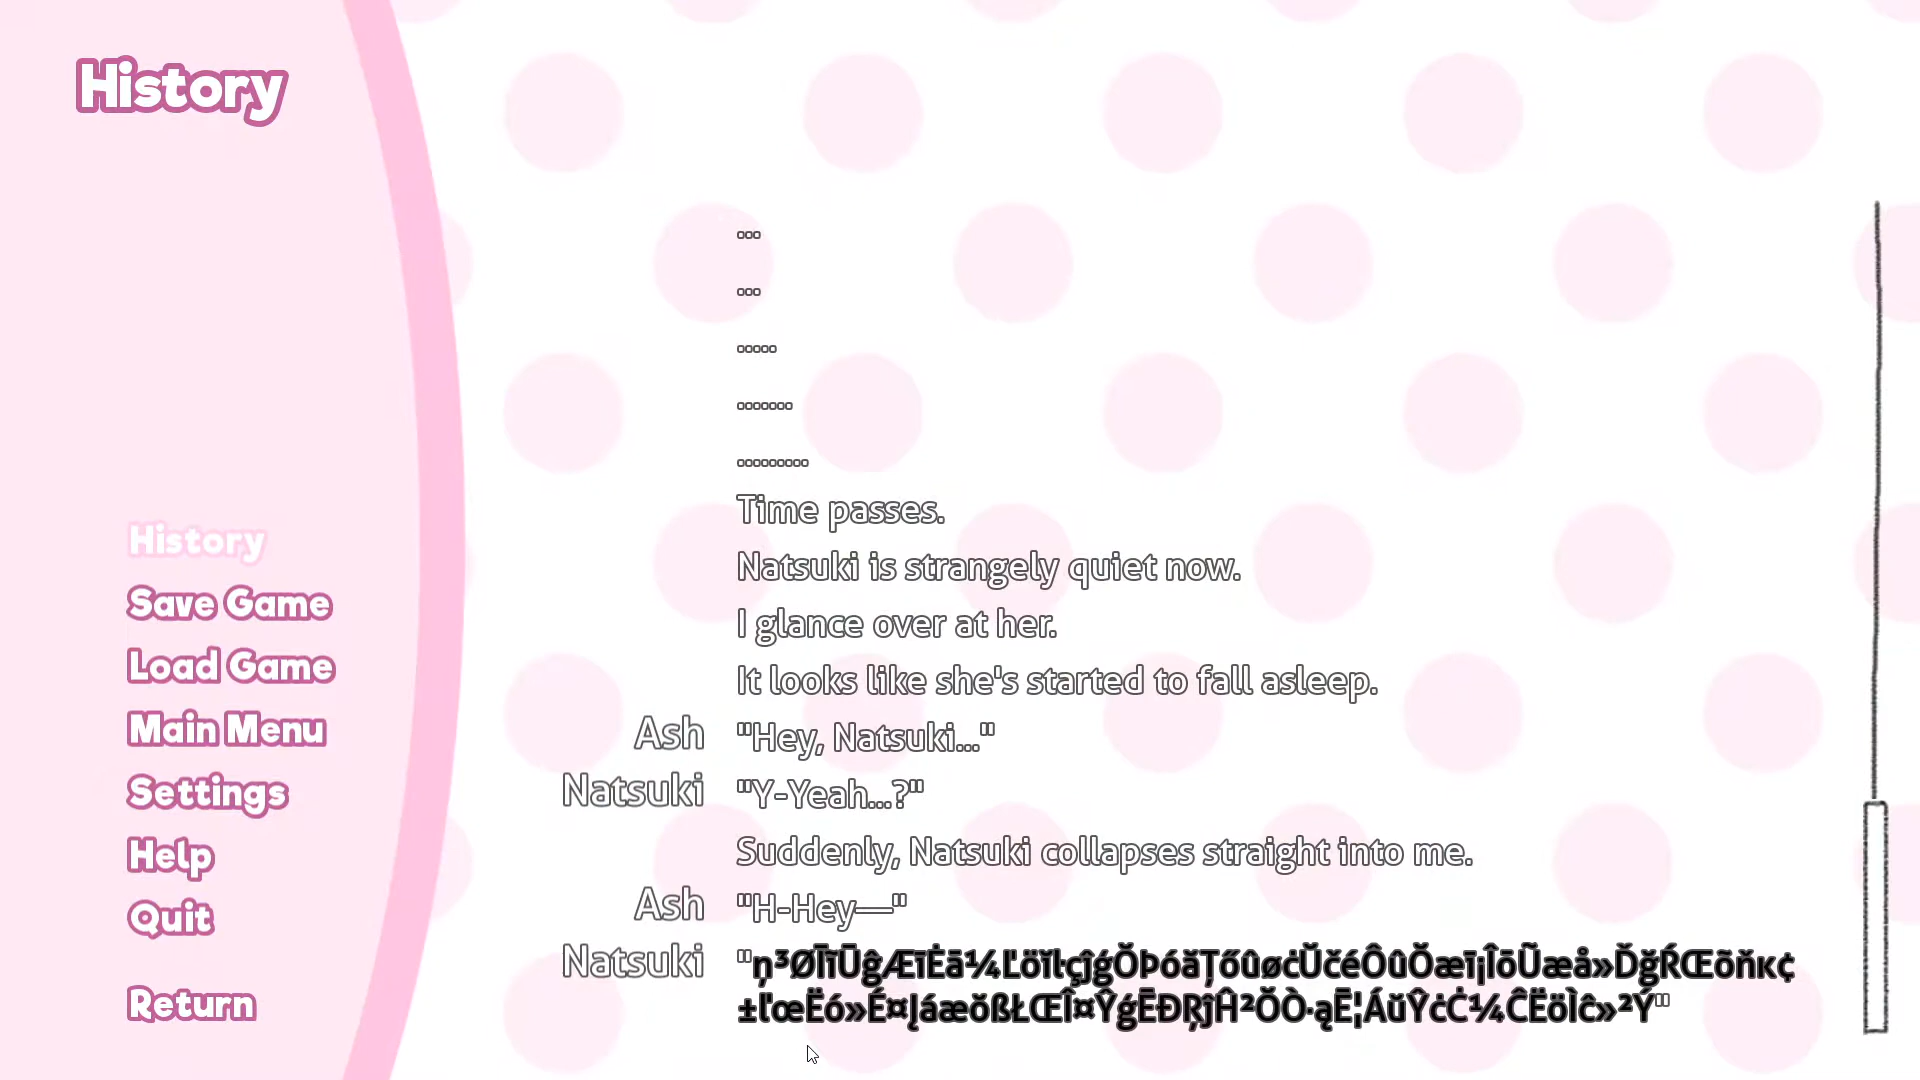 History
...
...
.....
.......
.........
Time passes.
Natsuki is strangely quiet now.
I glance over at her.
It looks like she's started to fall asleep.
Ash "Hey, Natsuki..."
Natsuki "Y-Yeah...?"
Suddenly, Natsuki collapses straight into me.
Ash "H-Hey—"
Natsuki
History
Save Game
Load Game
Main Menu
Settings
Help
Quit
Return